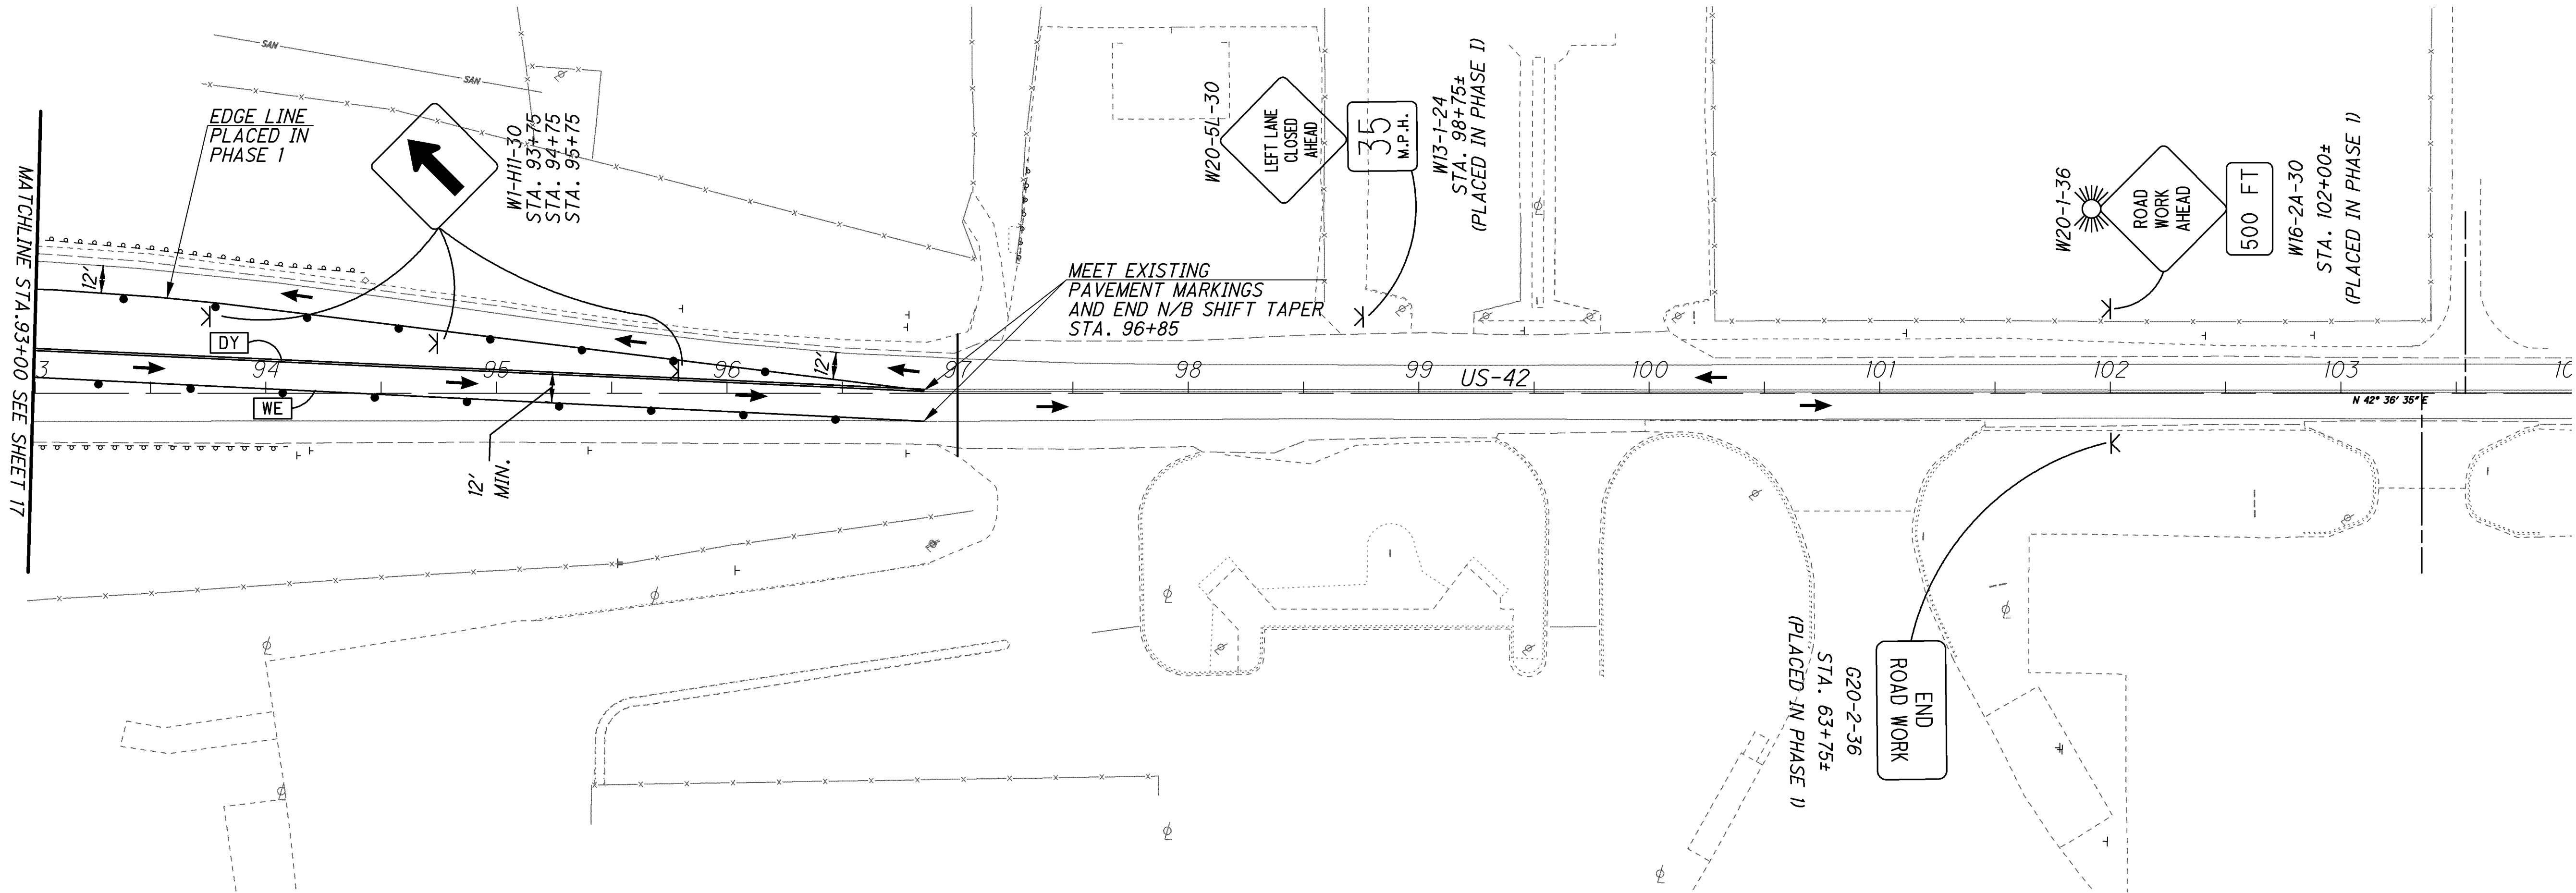 SAN
SAN
EDGE LINE
PLACED IN
PHASE 1
W1-H11-30
STA. 93+75
STA. 94+75
STA. 95+75
MATCHLINE STA.93+00 SEE SHEET 17
12'
DY
WE
12'
MIN.
12'
MEET EXISTING
PAVEMENT MARKINGS
AND END N/B SHIFT TAPER
STA. 96+85
W20-5L-30
LEFT LANE
CLOSED
AHEAD
35
M.P.H.
W13-1-24
STA. 98+75±
(PLACED IN PHASE I)
W20-1-36
ROAD
WORK
AHEAD
500 FT
W16-2A-30
STA. 102+00±
(PLACED IN PHASE 1)
3 94 95 96 97 98 99 US-42 100 101 102 103 10
N 42° 36' 35" E
END
ROAD WORK
G20-2-36
STA. 63+75±
(PLACED IN PHASE 1)